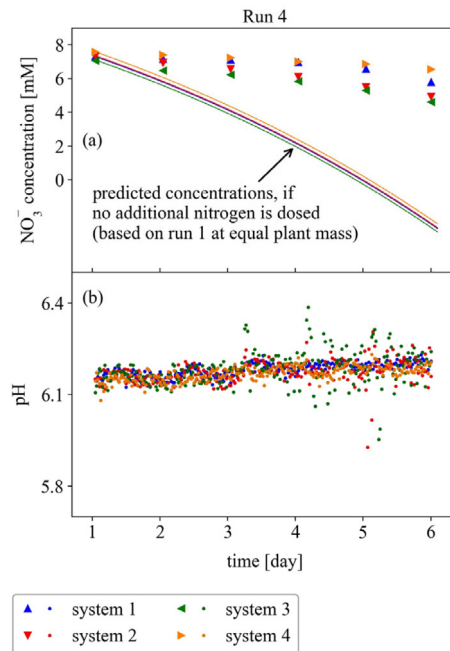 Run 4
8
6
4
2
0
NO₃⁻ concentration [mM]
(a)
predicted concentrations, if
no additional nitrogen is dosed
(based on run 1 at equal plant mass)
(b)
6.4
6.1
5.8
pH
1 2 3 4 5 6
time [day]
system 1 system 3
system 2 system 4